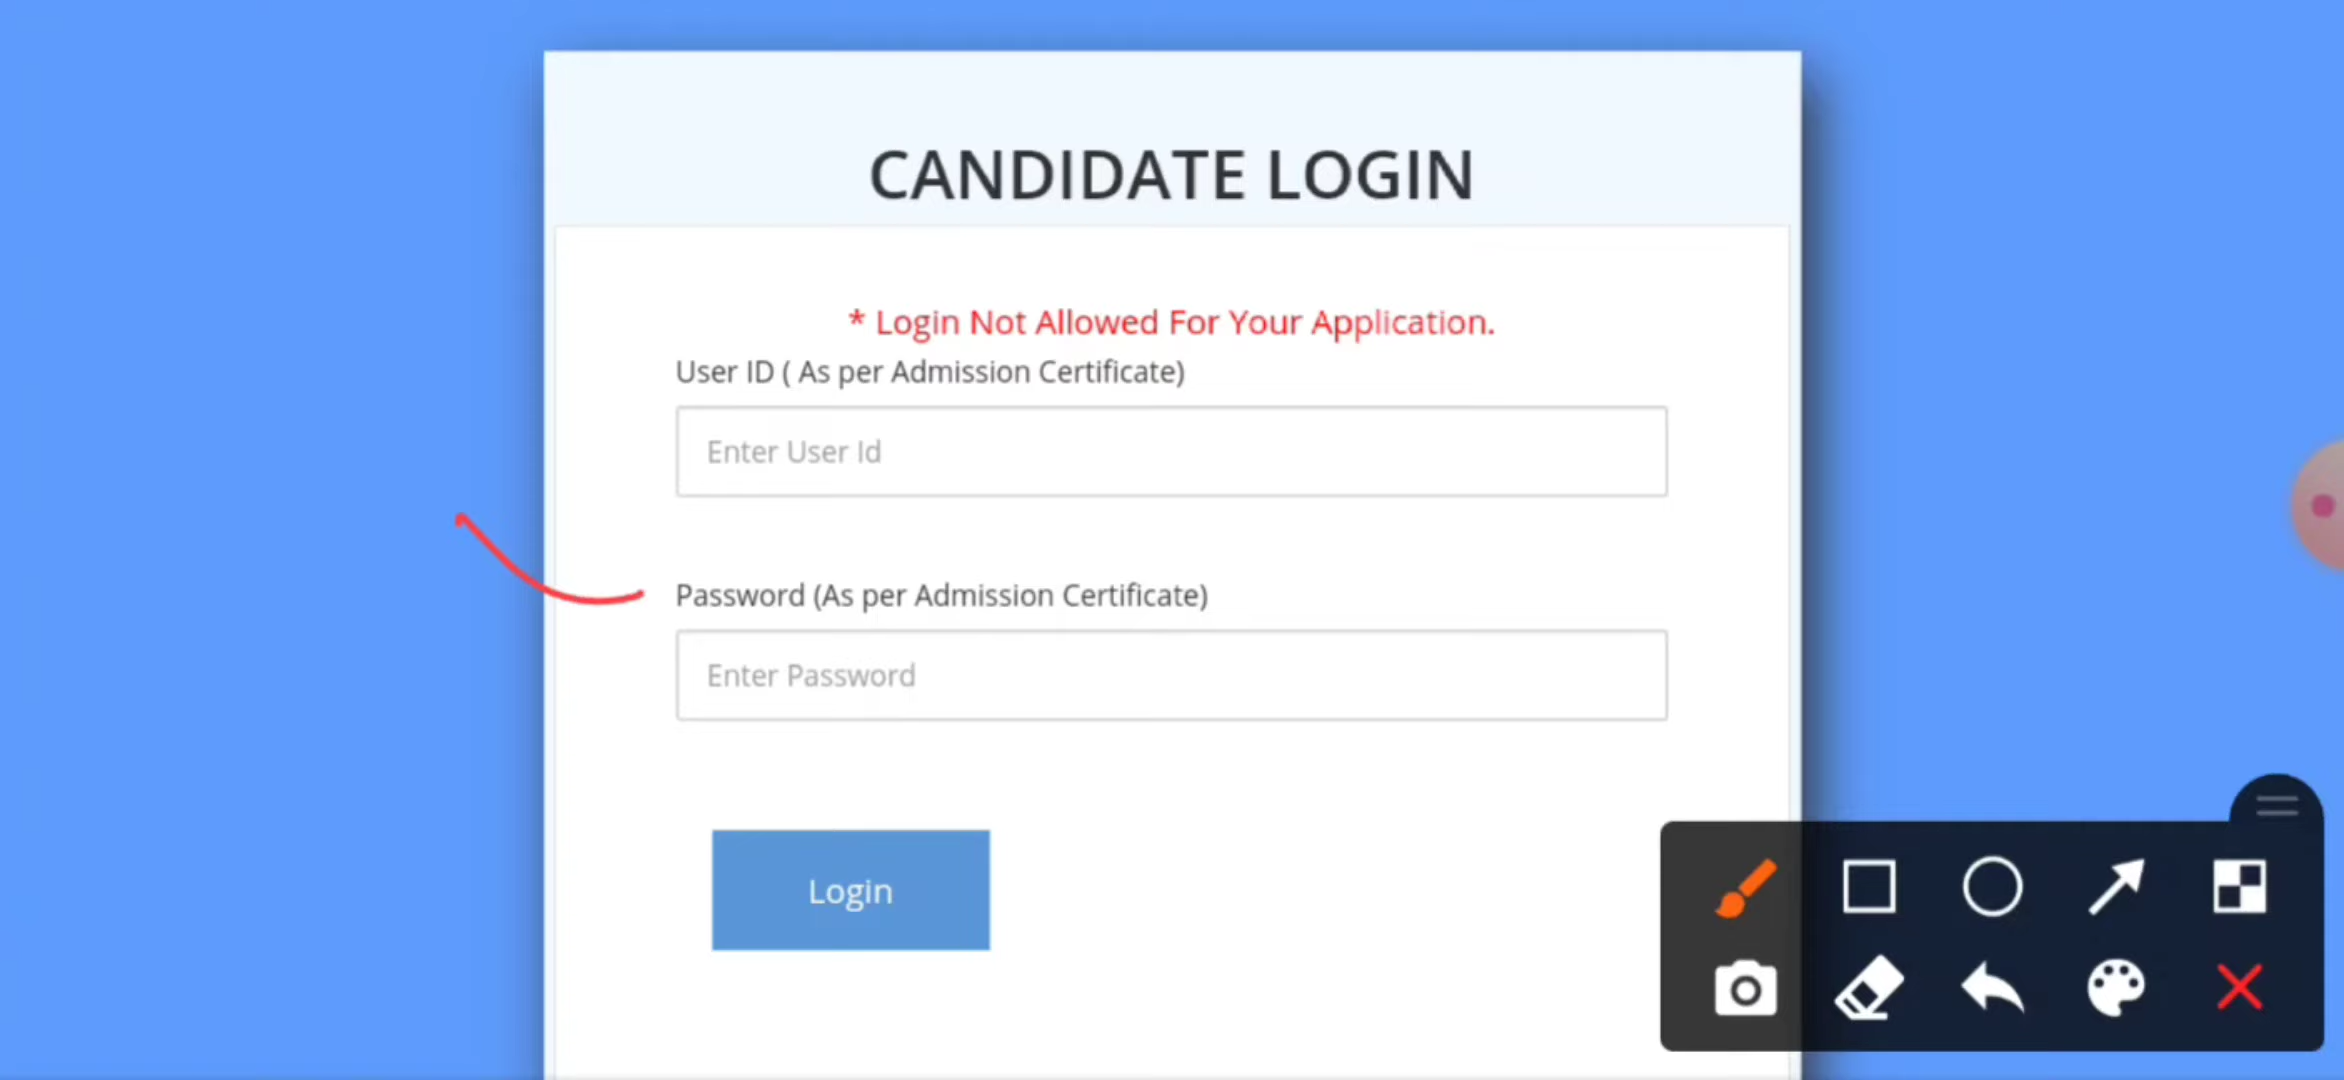 CANDIDATE LOGIN
* Login Not Allowed For Your Application.
User ID ( As per Admission Certificate)
Enter User Id
Password (As per Admission Certificate)
Enter Password
Login